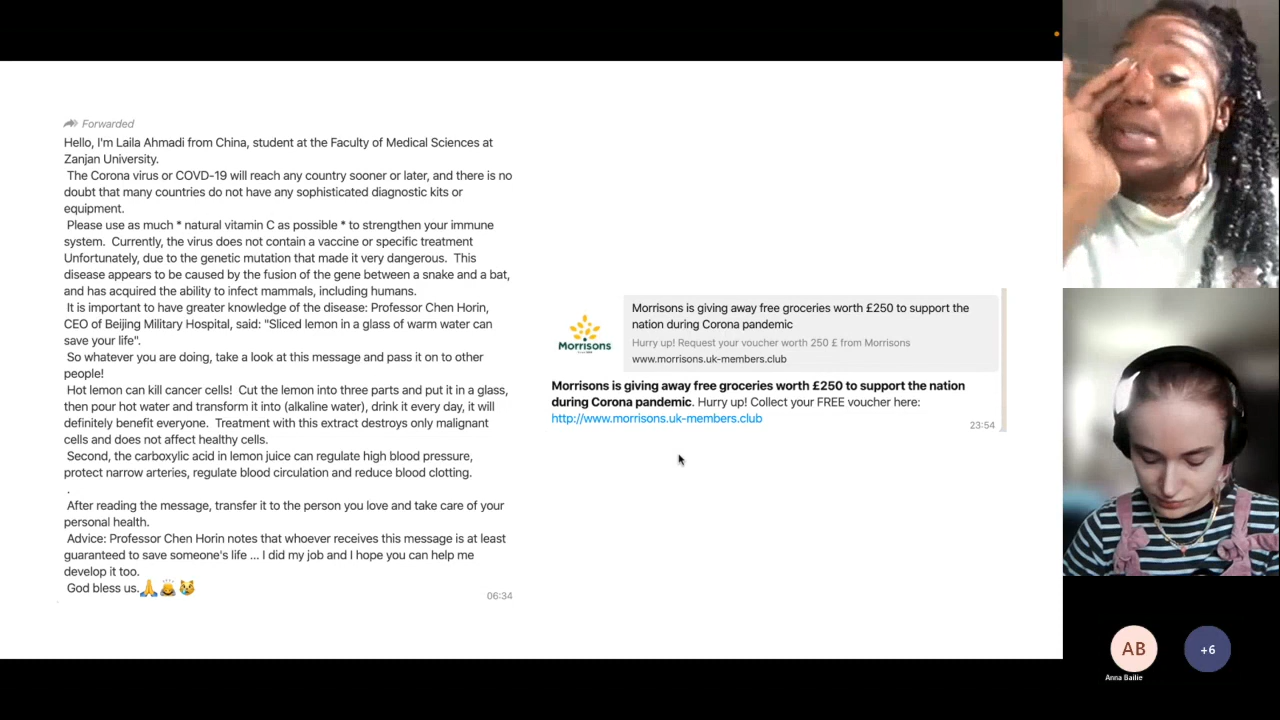 Forwarded
Hello, I'm Laila Ahmadi from China, student at the Faculty of Medical Sciences at
Zanjan University.
The Corona virus or COVD-19 will reach any country sooner or later, and there is no
doubt that many countries do not have any sophisticated diagnostic kits or
equipment.
Please use as much * natural vitamin C as possible * to strengthen your immune
system. Currently, the virus does not contain a vaccine or specific treatment
Unfortunately, due to the genetic mutation that made it very dangerous. This
disease appears to be caused by the fusion of the gene between a snake and a bat,
and has acquired the ability to infect mammals, including humans.
It is important to have greater knowledge of the disease: Professor Chen Horin,
CEO of Beijing Military Hospital, said: "Sliced lemon in a glass of warm water can
save your life".
So whatever you are doing, take a look at this message and pass it on to other
people!
Hot lemon can kill cancer cells! Cut the lemon into three parts and put it in a glass,
then pour hot water and transform it into (alkaline water), drink it every day, it will
definitely benefit everyone. Treatment with this extract destroys only malignant
cells and does not affect healthy cells.
Second, the carboxylic acid in lemon juice can regulate high blood pressure,
protect narrow arteries, regulate blood circulation and reduce blood clotting.
.
After reading the message, transfer it to the person you love and take care of your
personal health.
Advice: Professor Chen Horin notes that whoever receives this message is at least
guaranteed to save someone's life ... I did my job and I hope you can help me
develop it too.
God bless us.🙏🙇😿
06:34
Morrisons
Morrisons is giving away free groceries worth £250 to support the
nation during Corona pandemic
Hurry up! Request your voucher worth 250 £ from Morrisons
www.morrisons.uk-members.club
Morrisons is giving away free groceries worth £250 to support the nation
during Corona pandemic. Hurry up! Collect your FREE voucher here:
http://www.morrisons.uk-members.club
23:54
AB
Anna Bailie
+6